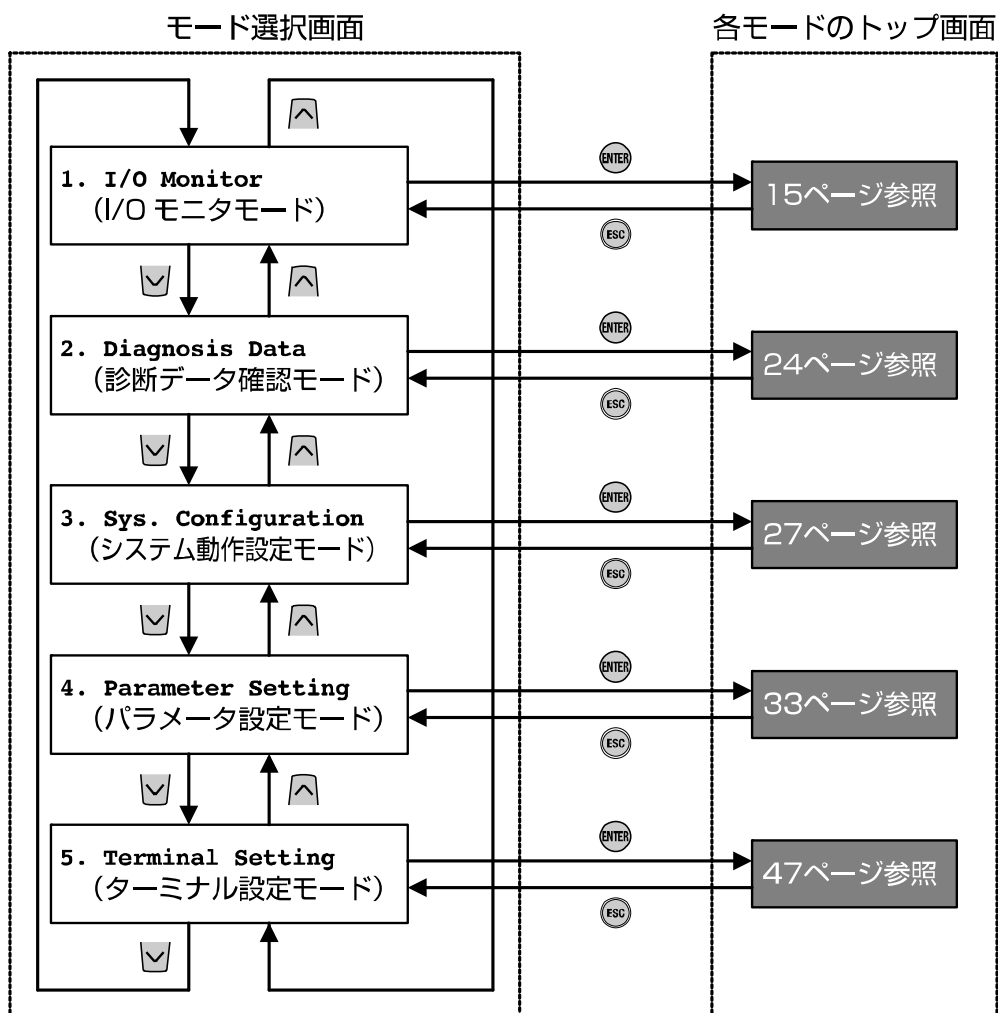 モード選択画面
各モードのトップ画面
1. I/O Monitor
(I/O モニタモード)
ENTER
15ページ参照
ESC
2. Diagnosis Data
(診断データ確認モード)
ENTER
24ページ参照
ESC
3. Sys. Configuration
(システム動作設定モード)
ENTER
27ページ参照
ESC
4. Parameter Setting
(パラメータ設定モード)
ENTER
33ページ参照
ESC
5. Terminal Setting
(ターミナル設定モード)
ENTER
47ページ参照
ESC